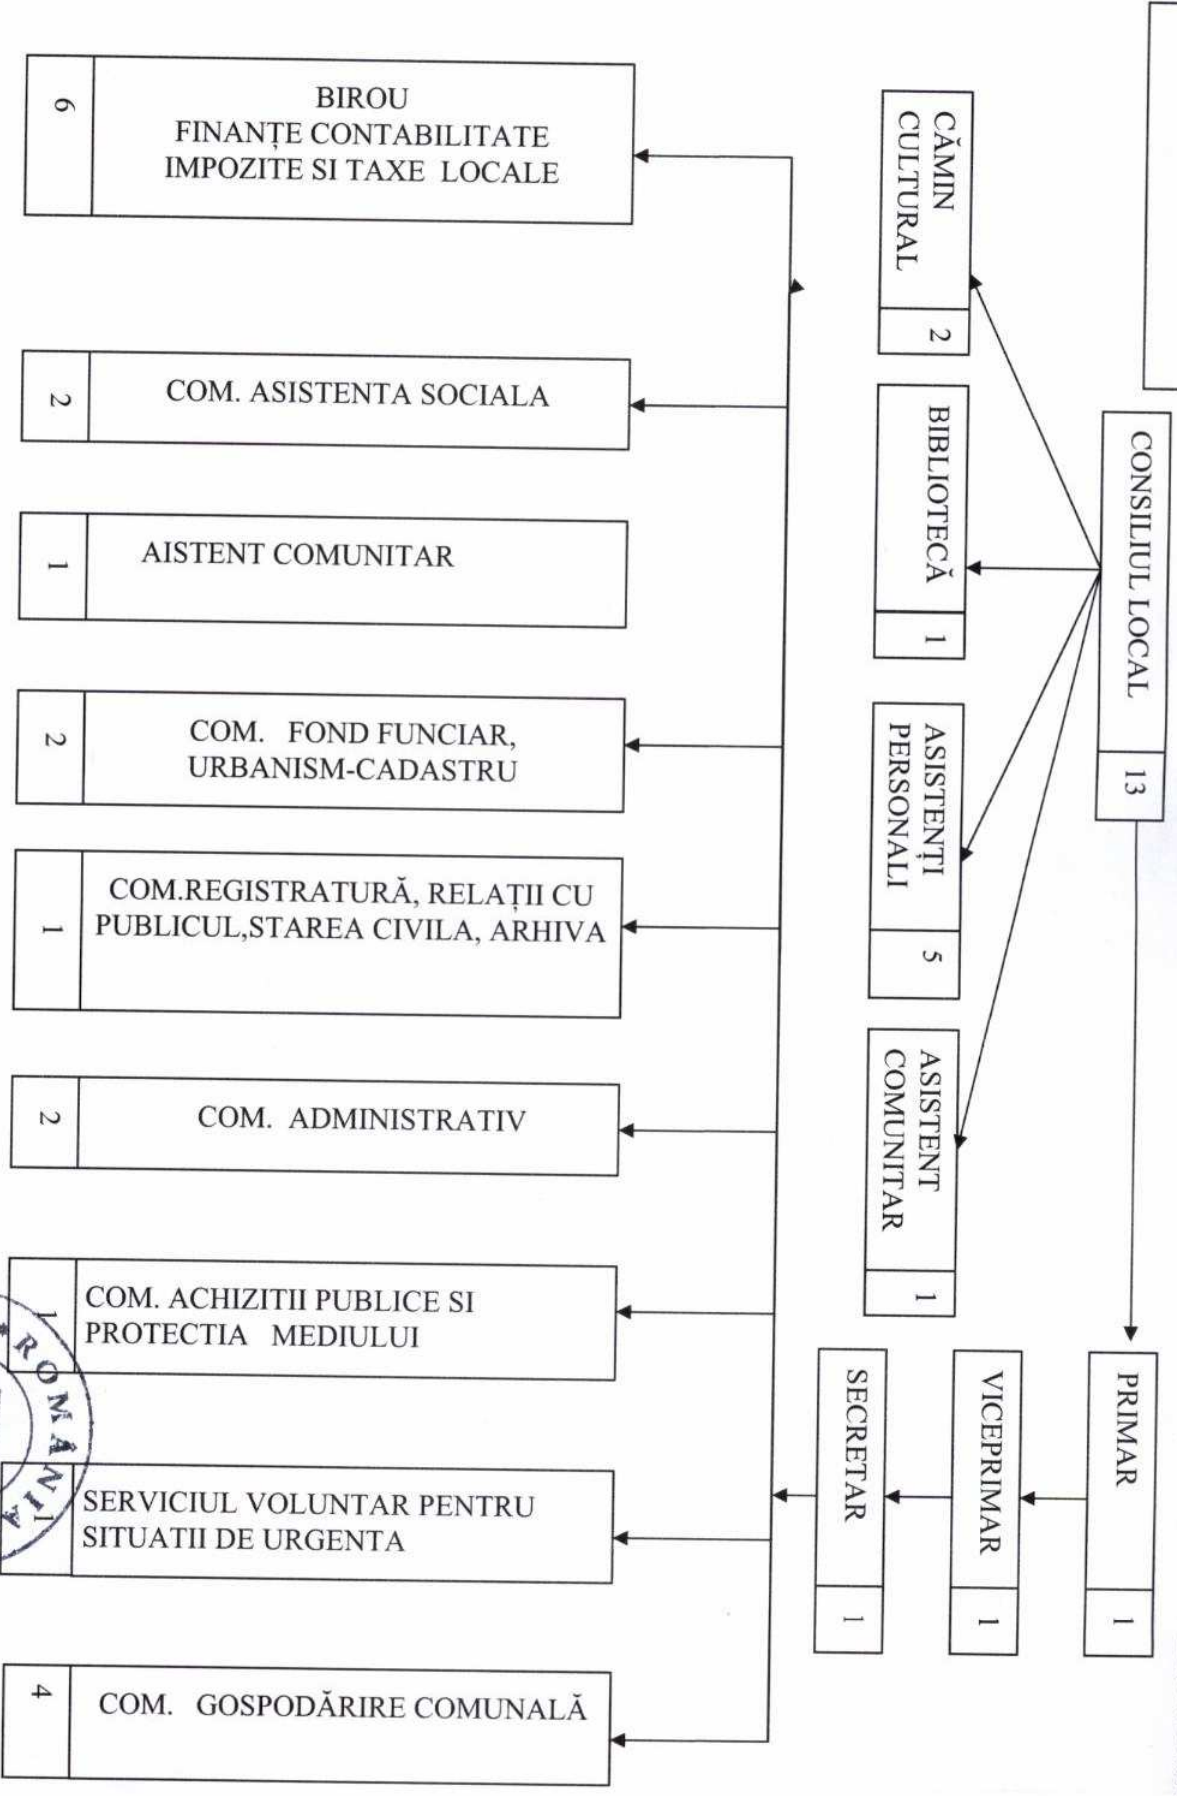 CONSILIUL LOCAL
13
CĂMIN
CULTURAL
2
BIBLIOTECĂ
1
ASISTENȚI
PERSONALI
5
ASISTENT
COMUNITAR
1
PRIMAR
1
VICEPRIMAR
1
SECRETAR
1
BIROU
FINANȚE CONTABILITATE
IMPOZITE SI TAXE LOCALE
6
COM. ASISTENTA SOCIALA
2
AISTENT COMUNITAR
1
COM. FOND FUNCIAR,
URBANISM-CADASTRU
2
COM.REGISTRATURĂ, RELAȚII CU
PUBLICUL,STAREA CIVILA, ARHIVA
1
COM. ADMINISTRATIV
2
COM. ACHIZITII PUBLICE SI
PROTECTIA MEDIULUI
1
SERVICIUL VOLUNTAR PENTRU
SITUATII DE URGENTA
1
COM. GOSPODĂRIRE COMUNALĂ
4
* ROMÂNIA